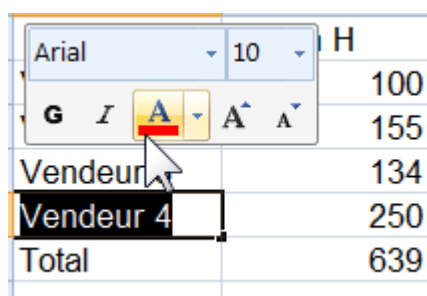 Arial 10 H
100
G I A A A 155
Vendeur 134
Vendeur 4 250
Total 639